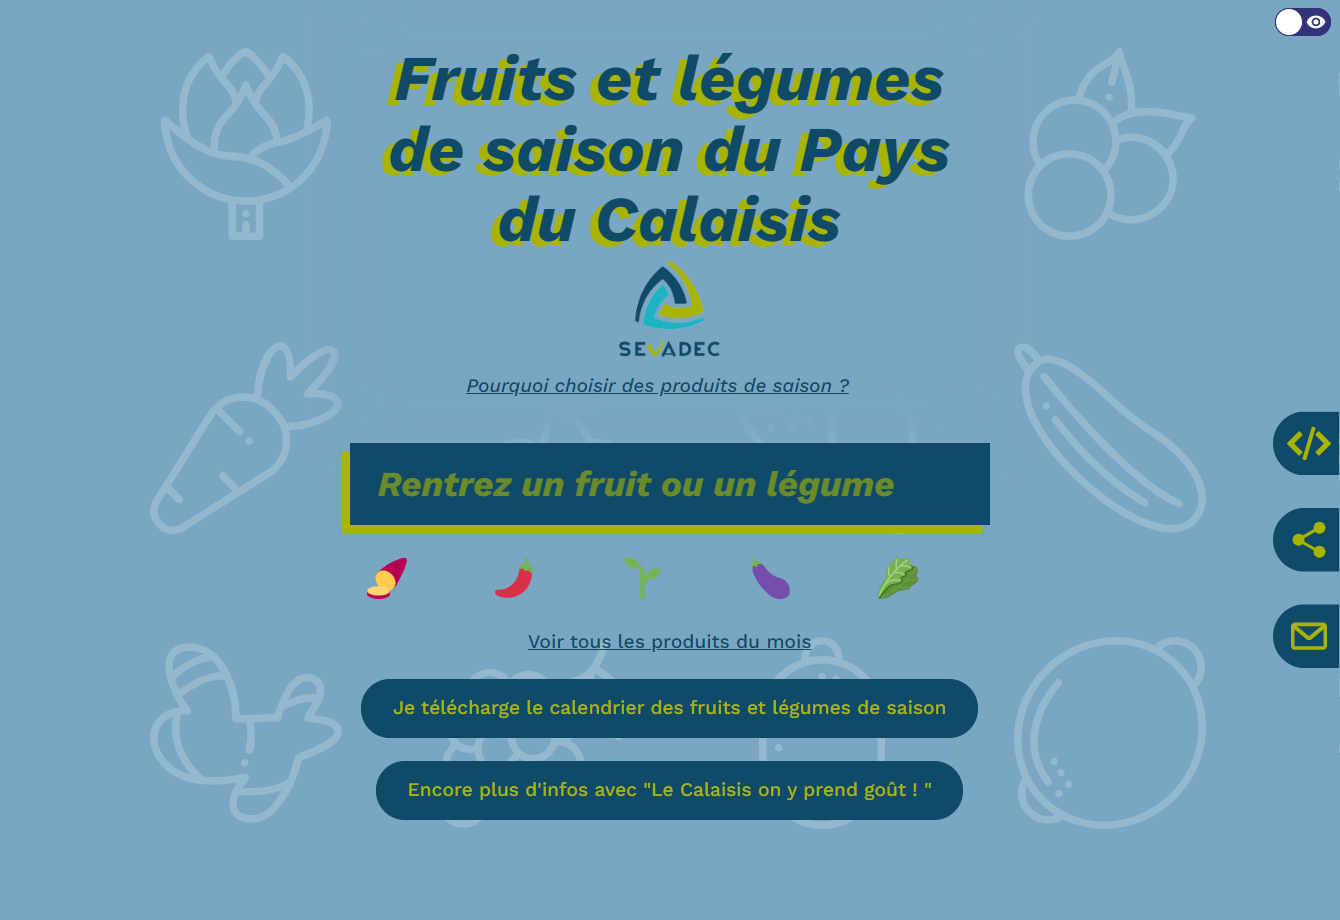 Fruits et légumes
de saison du Pays
du Calaisis
SEVADEC
Pourquoi choisir des produits de saison ?
Rentrez un fruit ou un légume
Voir tous les produits du mois
Je télécharge le calendrier des fruits et légumes de saison
Encore plus d'infos avec "Le Calaisis on y prend goût ! "